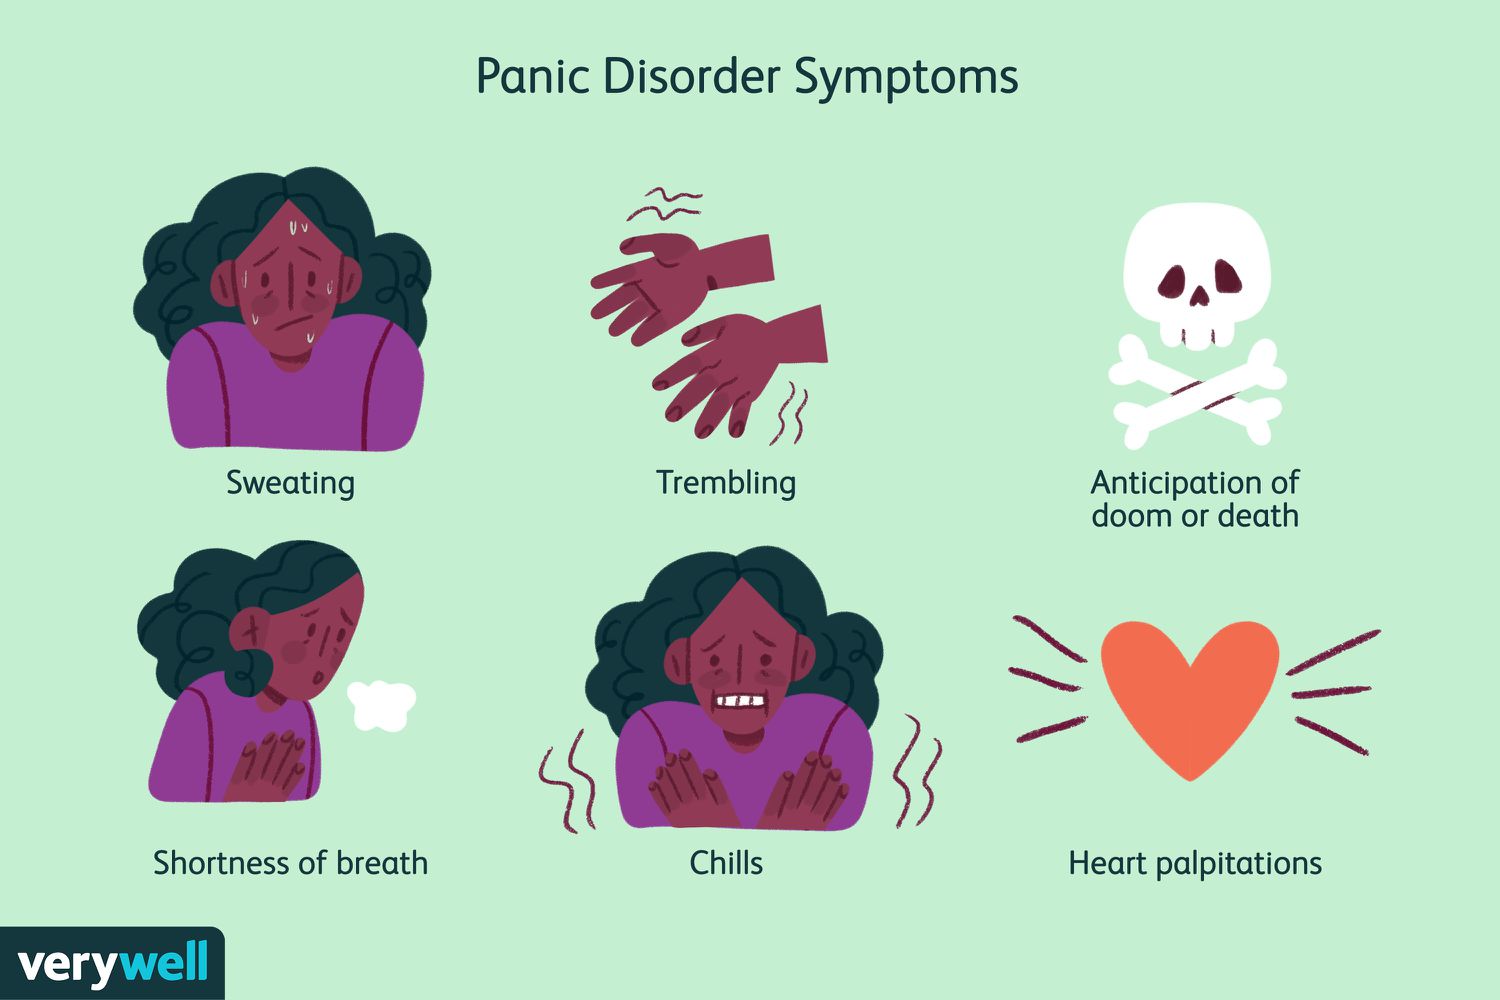 Panic Disorder Symptoms
Sweating
Trembling
Anticipation of
doom or death
Shortness of breath
Chills
Heart palpitations
verywell